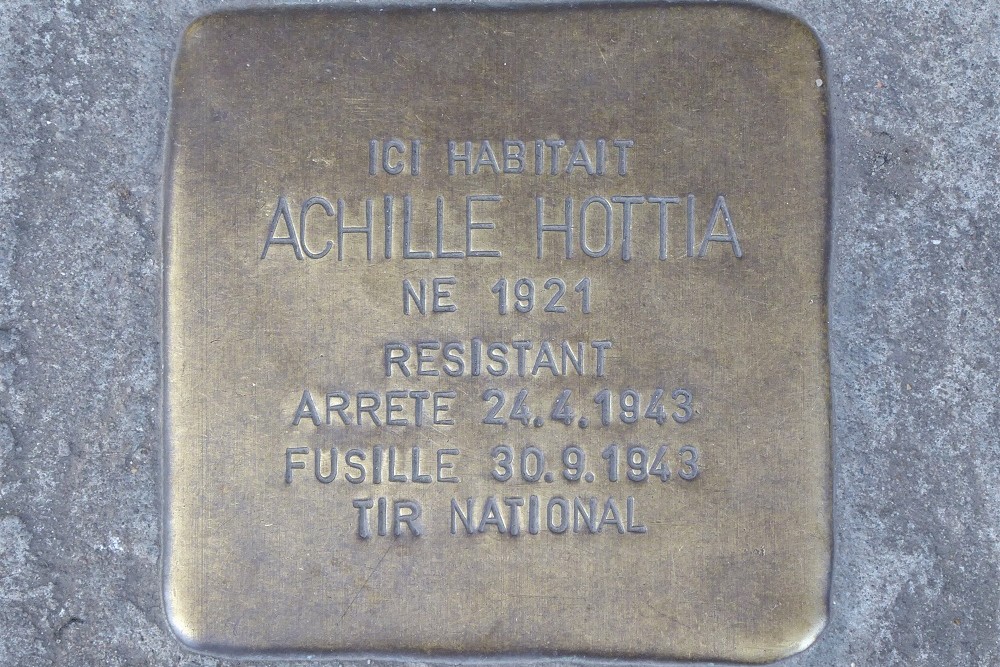 ICI HABITAIT
ACHILLE HOTTIA
NE 1921
RESISTANT
ARRETE 24.4.1943
FUSILLE 30.9.1943
TIR NATIONAL